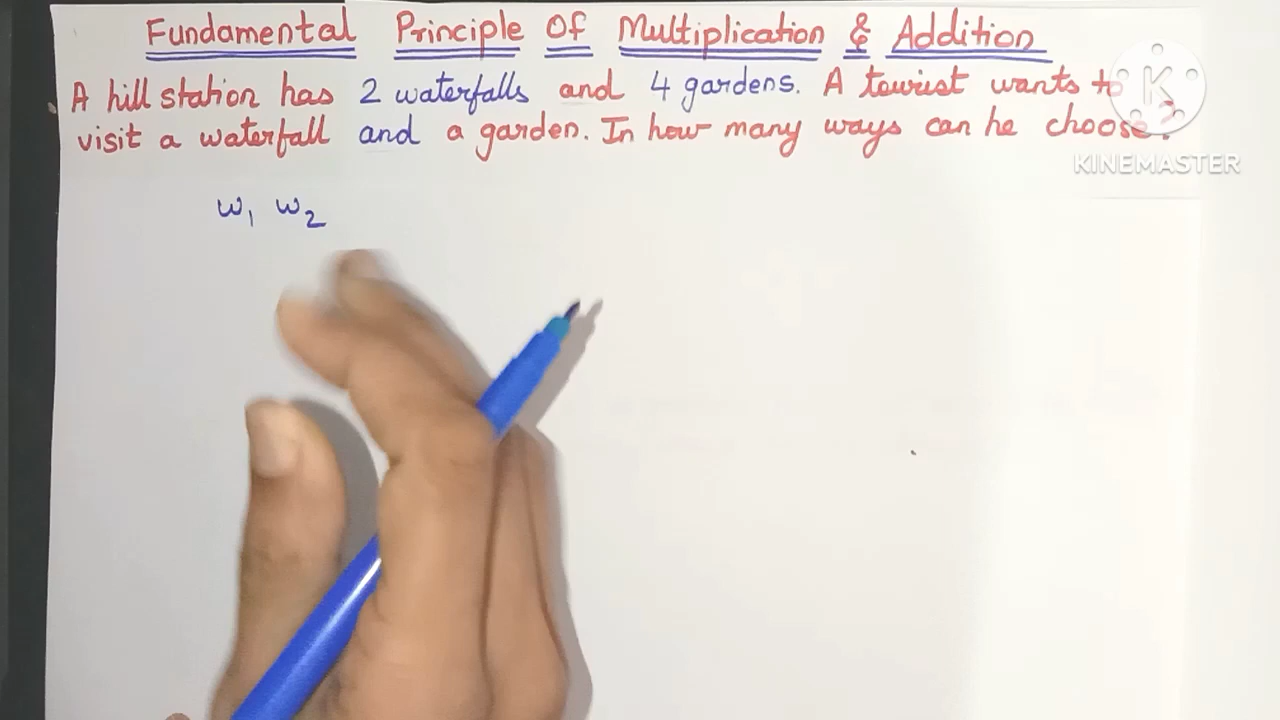 Fundamental Principle Of Multiplication & Addition
A hill station has 2 waterfalls and 4 gardens. A tourist wants to
visit a waterfall and a garden. In how many ways can he choose?
K
KINEMASTER
w₁ w₂